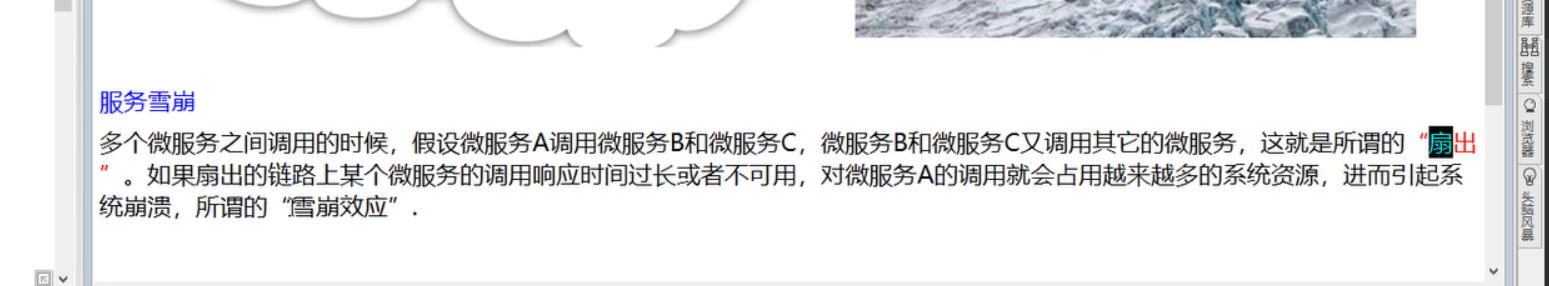 服务雪崩
多个微服务之间调用的时候，假设微服务A调用微服务B和微服务C，微服务B和微服务C又调用其它的微服务，这就是所谓的“扇出
”。如果扇出的链路上某个微服务的调用响应时间过长或者不可用，对微服务A的调用就会占用越来越多的系统资源，进而引起系
统崩溃，所谓的“雪崩效应”.
源库
搜索
浏览器
头脑风暴